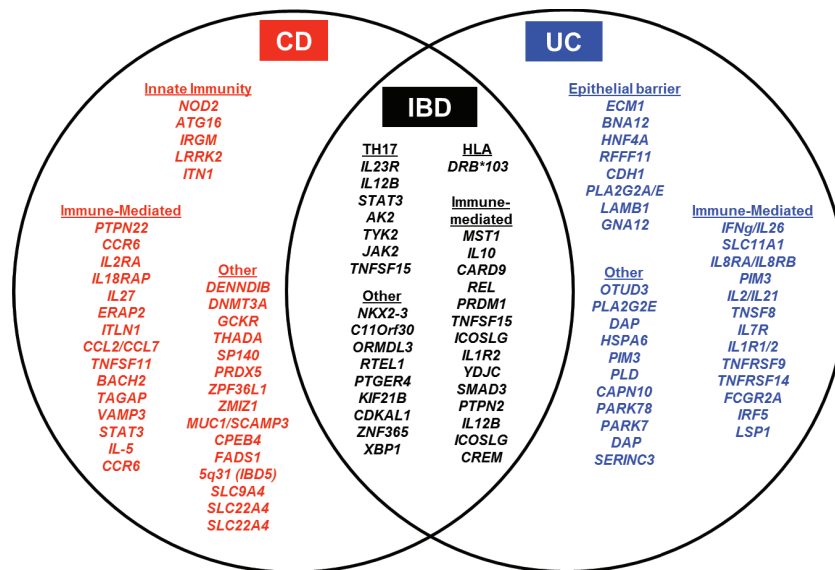 CD
UC
IBD
Innate Immunity
NOD2
ATG16
IRGM
LRRK2
ITN1
Immune-Mediated
PTPN22
CCR6
IL2RA
IL18RAP
IL27
ERAP2
ITLN1
CCL2/CCL7
TNFSF11
BACH2
TAGAP
VAMP3
STAT3
IL-5
CCR6
Other
DENNDIB
DNMT3A
GCKR
THADA
SP140
PRDX5
ZPF36L1
ZMIZ1
MUC1/SCAMP3
CPEB4
FADS1
5q31 (IBD5)
SLC9A4
SLC22A4
SLC22A4
TH17
IL23R
IL12B
STAT3
AK2
TYK2
JAK2
TNFSF15
Other
NKX2-3
C11Orf30
ORMDL3
RTEL1
PTGER4
KIF21B
CDKAL1
ZNF365
XBP1
HLA
DRB*103
Immune-
mediated
MST1
IL10
CARD9
REL
PRDM1
TNFSF15
ICOSLG
IL1R2
YDJC
SMAD3
PTPN2
IL12B
ICOSLG
CREM
Epithelial barrier
ECM1
BNA12
HNF4A
RFFF11
CDH1
PLA2G2A/E
LAMB1
GNA12
Other
OTUD3
PLA2G2E
DAP
HSPA6
PIM3
PLD
CAPN10
PARK78
PARK7
DAP
SERINC3
Immune-Mediated
IFNg/IL26
SLC11A1
IL8RA/IL8RB
PIM3
IL2/IL21
TNSF8
IL7R
IL1R1/2
TNFRSF9
TNFRSF14
FCGR2A
IRF5
LSP1